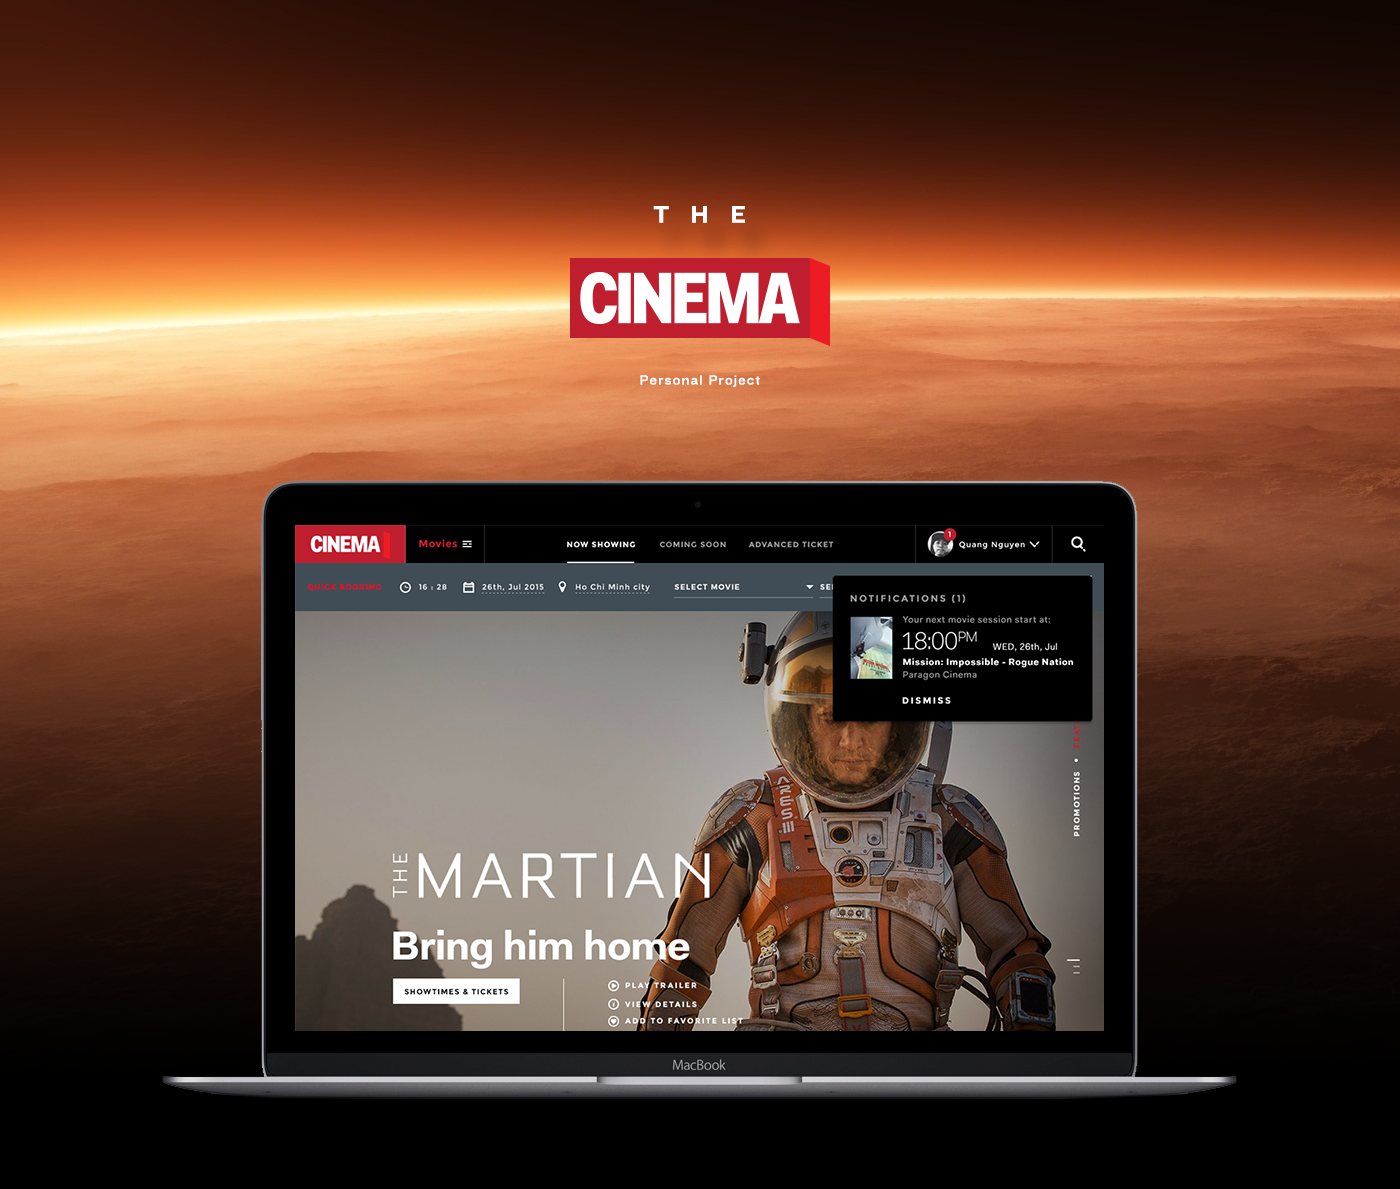 THE
CINEMA
Personal Project
CINEMA
Movies
NOW SHOWING
COMING SOON
ADVANCED TICKET
1
Quang Nguyen
QUICK BOOKING
16 : 28
26th, Jul 2015
Ho Chi Minh city
SELECT MOVIE
NOTIFICATIONS (1)
Your next movie session start at:
18:00PM
WED, 26th, Jul
Mission: Impossible - Rogue Nation
Paragon Cinema
DISMISS
PROMOTIONS
ARES III
THE MARTIAN
Bring him home
SHOWTIMES & TICKETS
PLAY TRAILER
VIEW DETAILS
ADD TO FAVORITE LIST
MacBook